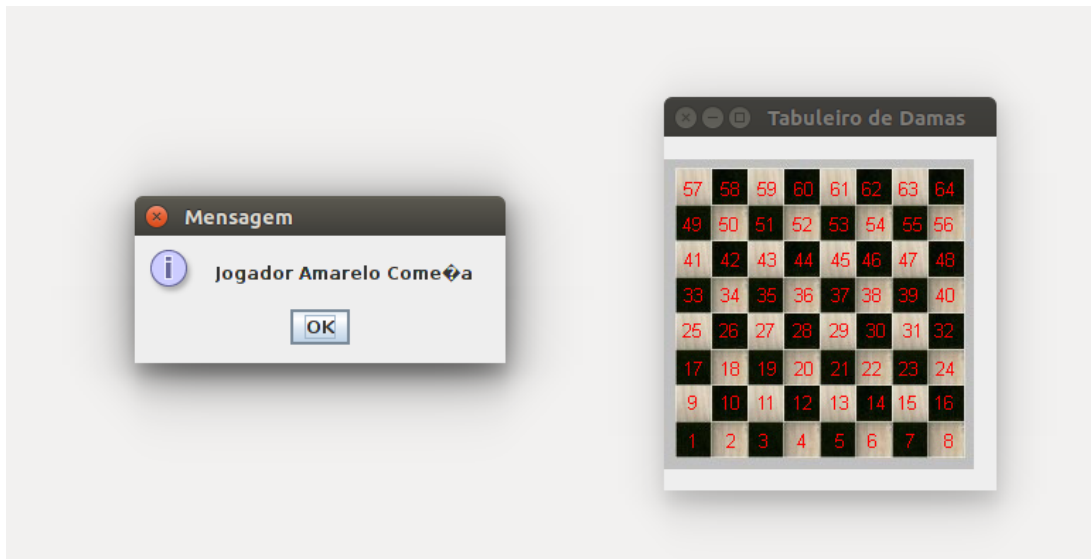 Mensagem
Jogador Amarelo Come�a
OK
Tabuleiro de Damas
57 58 59 60 61 62 63 64
49 50 51 52 53 54 55 56
41 42 43 44 45 46 47 48
33 34 35 36 37 38 39 40
25 26 27 28 29 30 31 32
17 18 19 20 21 22 23 24
9 10 11 12 13 14 15 16
1 2 3 4 5 6 7 8